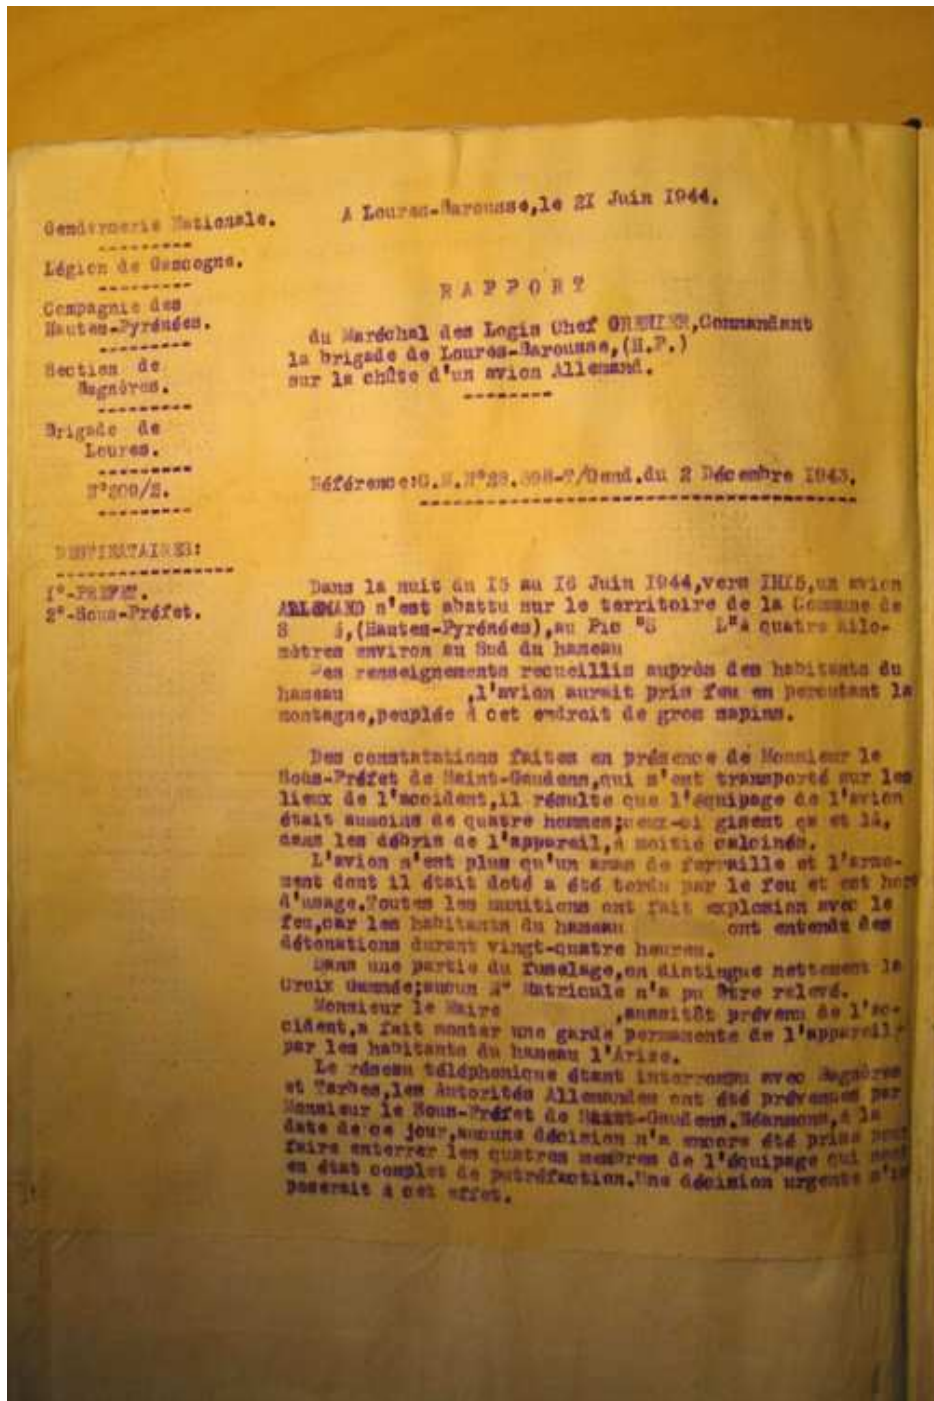 Gendarmerie Nationale.
A Loures-Barousse,le 2I Juin I944.
Légion de Gascogne.
Compagnie des
Hautes-Pyrénées.
Section de
Bagnères.
Brigade de
Loures.
N°209/2.
DESTINATAIRES:
I°-PREFET.
2°-Sous-Préfet.
R A P P O R T
du Maréchal des Logis Chef GRENIER,Commandant
la brigade de Loures-Barousse,(H.P.)
sur la chûte d'un avion Allemand.
Référence:C.M.N°28.898-T/Gend.du 2 Décembre I943.
Dans la nuit du I5 au I6 Juin I944,vers IHI5,un avion
ALLEMAND s'est abattu sur le territoire de la Commune de
S é,(Hautes-Pyrénées),au Pic "S L"A quatre kilo-
mètres environ au Sud du hameau
Des renseignements recueillis auprès des habitants du
hameau ,l'avion aurait pris feu en percutant la
montagne,peuplée à cet endroit de gros sapins.
Des constatations faites en présence de Monsieur le
Sous-Préfet de Saint-Gaudens,qui s'est transporté sur les
lieux de l'accident,il résulte que l'équipage de l'avion
était aumoins de quatre hommes;ceux-ci gisent ça et là,
dans les débris de l'appareil,à moitié calcinés.
L'avion n'est plus qu'un amas de ferraille et l'arme-
ment dont il était doté a été tordu par le feu et est hors
d'usage.Toutes les munitions ont fait explosion avec le
feu,car les habitants du hameau ont entendu des
détonations durant vingt-quatre heures.
Dans une partie du fuselage,on distingue nettement la
Croix Gammée;aucun N° Matricule n'a pu être relevé.
Monsieur le Maire ,aussitôt prévenu de l'ac-
cident,a fait monter une garde permanente de l'appareil
par les habitants du hameau l'Arize.
Le réseau téléphonique étant interrompu avec Bagnères
et Tarbes,les Autorités Allemandes ont été prévenues par
Monsieur le Sous-Préfet de Saint-Gaudens.Néanmons,à la
date de ce jour,aucune décision n'a encore été prise pour
faire enterrer les quatres membres de l'équipage qui sont
en état complet de putréfaction.Une décision urgente s'im
poserait à cet effet.